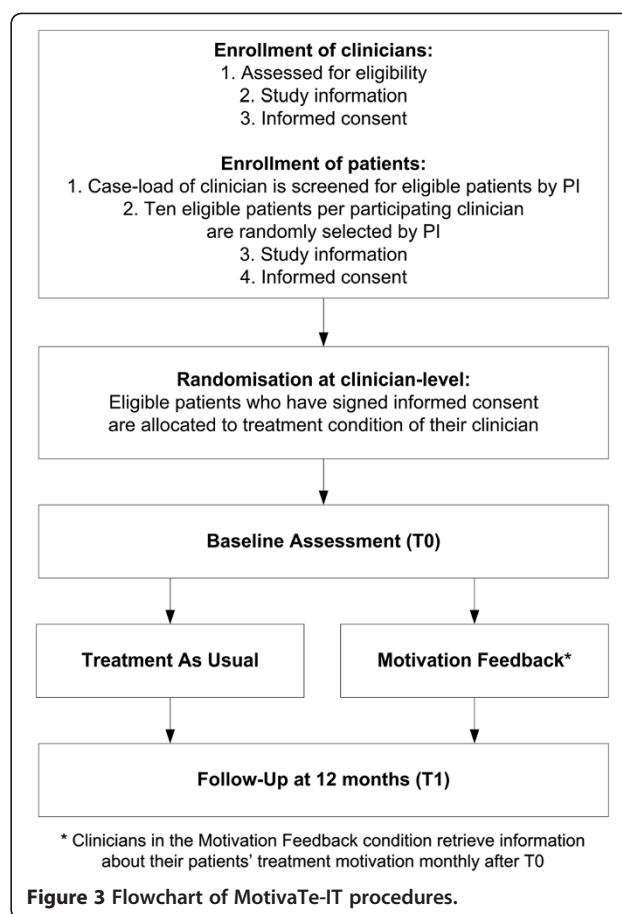 Enrollment of clinicians:
1. Assessed for eligibility
2. Study information
3. Informed consent
Enrollment of patients:
1. Case-load of clinician is screened for eligible patients by PI
2. Ten eligible patients per participating clinician
are randomly selected by PI
3. Study information
4. Informed consent
Randomisation at clinician-level:
Eligible patients who have signed informed consent
are allocated to treatment condition of their clinician
Baseline Assessment (T0)
Treatment As Usual
Motivation Feedback*
Follow-Up at 12 months (T1)
* Clinicians in the Motivation Feedback condition retrieve information
about their patients’ treatment motivation monthly after T0
Figure 3 Flowchart of MotivaTe-IT procedures.